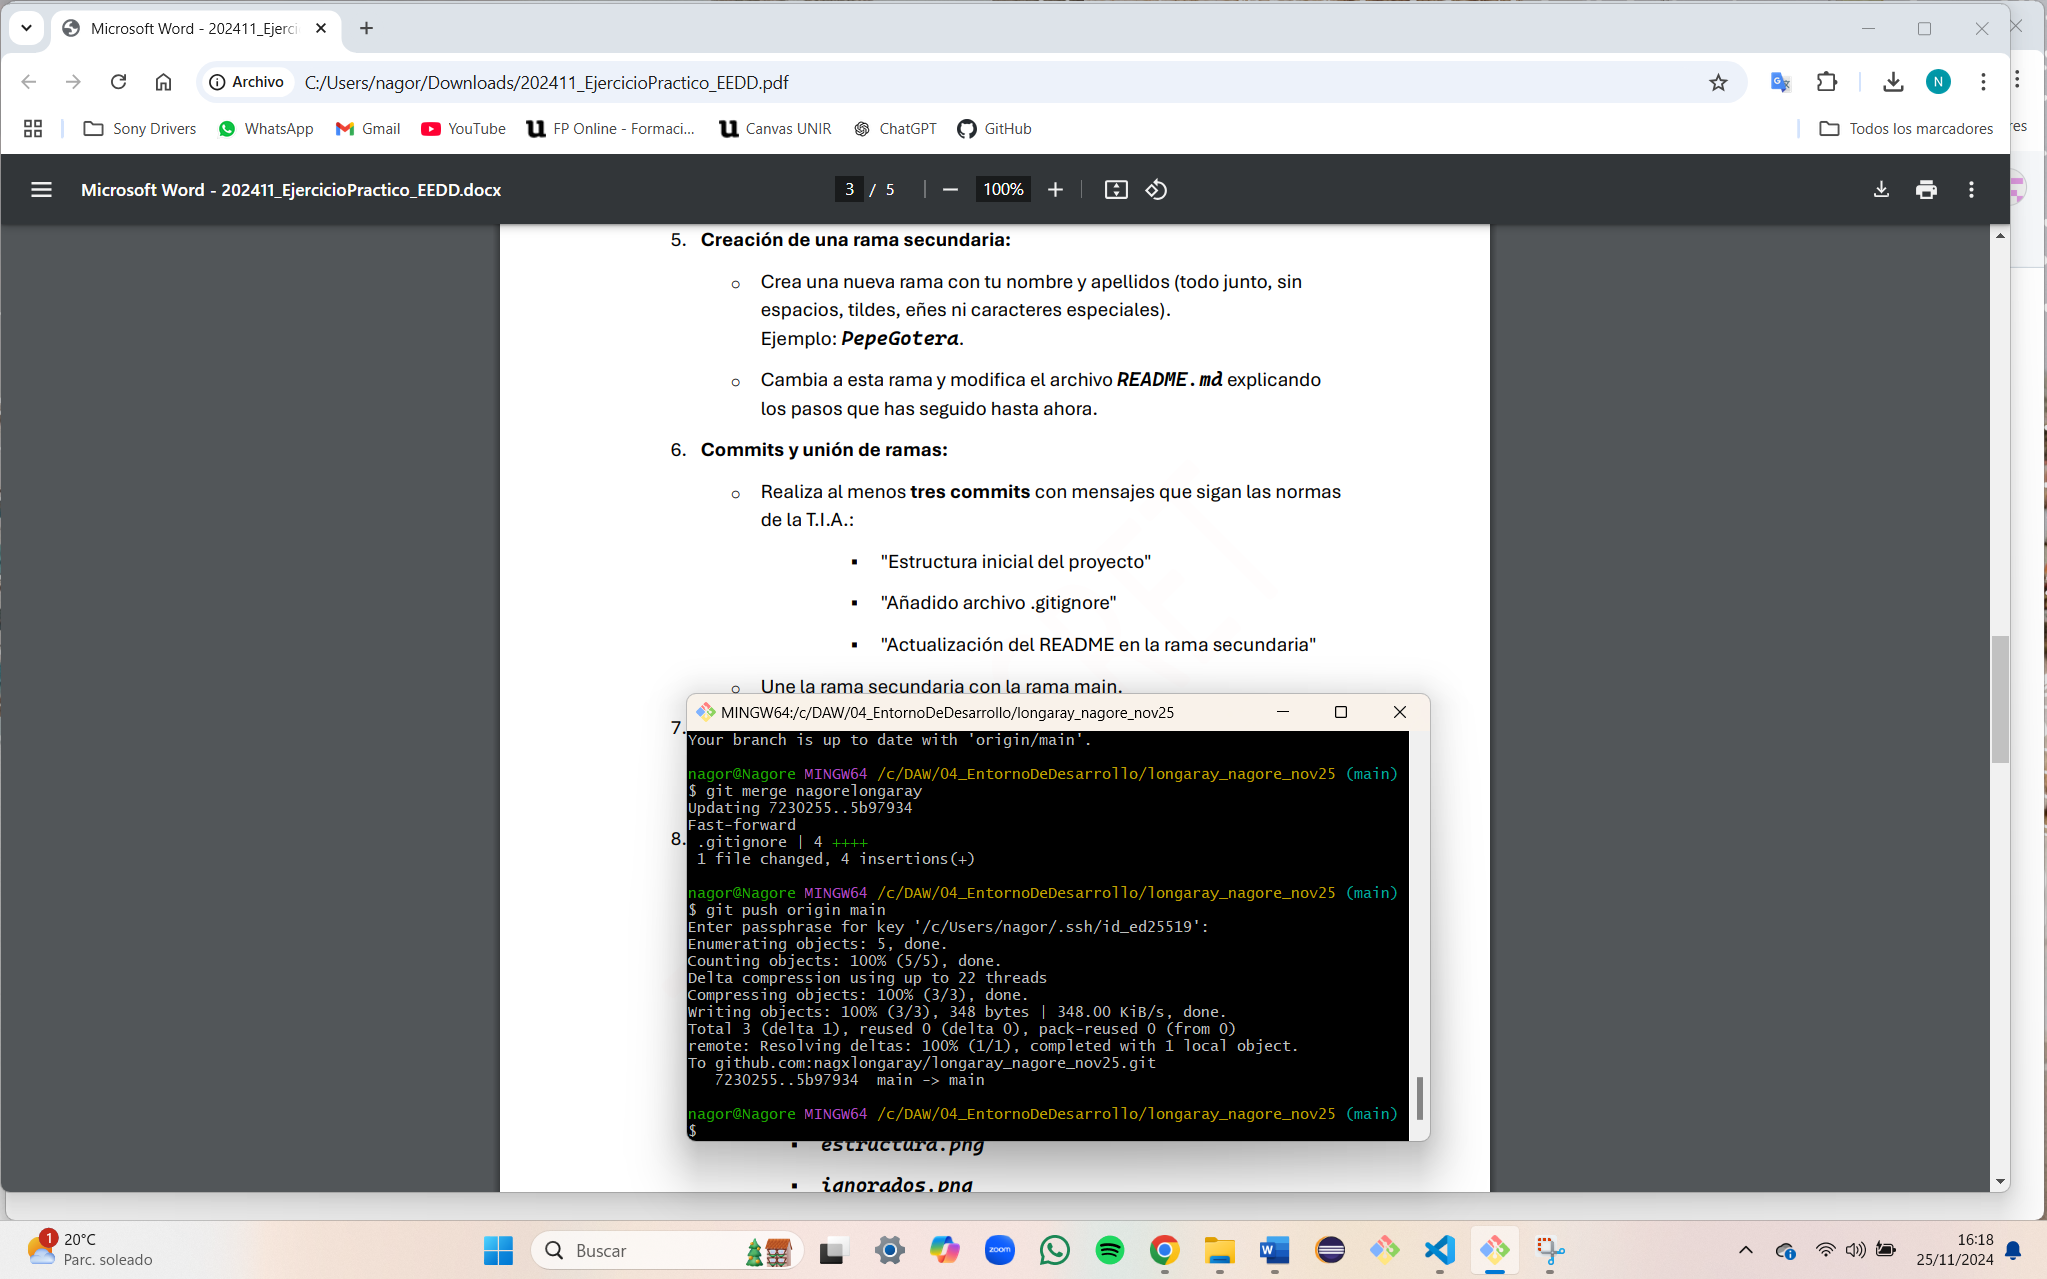 Microsoft Word - 202411_Ejerci
Archivo
C:/Users/nagor/Downloads/202411_EjercicioPractico_EEDD.pdf
N
Sony Drivers
WhatsApp
Gmail
YouTube
FP Online - Formaci...
Canvas UNIR
ChatGPT
GitHub
Todos los marcadores
res
Microsoft Word - 202411_EjercicioPractico_EEDD.docx
3 / 5
100%
5. Creación de una rama secundaria:
o Crea una nueva rama con tu nombre y apellidos (todo junto, sin
espacios, tildes, eñes ni caracteres especiales).
Ejemplo: PepeGotera.
o Cambia a esta rama y modifica el archivo README.md explicando
los pasos que has seguido hasta ahora.
6. Commits y unión de ramas:
o Realiza al menos tres commits con mensajes que sigan las normas
de la T.I.A.:
▪ "Estructura inicial del proyecto"
▪ "Añadido archivo .gitignore"
▪ "Actualización del README en la rama secundaria"
o Une la rama secundaria con la rama main.
7.
8.
MINGW64:/c/DAW/04_EntornoDeDesarrollo/longaray_nagore_nov25
Your branch is up to date with 'origin/main'.
nagor@Nagore MINGW64 /c/DAW/04_EntornoDeDesarrollo/longaray_nagore_nov25 (main)
$ git merge nagorelongaray
Updating 7230255..5b97934
Fast-forward
.gitignore | 4 ++++
1 file changed, 4 insertions(+)
nagor@Nagore MINGW64 /c/DAW/04_EntornoDeDesarrollo/longaray_nagore_nov25 (main)
$ git push origin main
Enter passphrase for key '/c/Users/nagor/.ssh/id_ed25519':
Enumerating objects: 5, done.
Counting objects: 100% (5/5), done.
Delta compression using up to 22 threads
Compressing objects: 100% (3/3), done.
Writing objects: 100% (3/3), 348 bytes | 348.00 KiB/s, done.
Total 3 (delta 1), reused 0 (delta 0), pack-reused 0 (from 0)
remote: Resolving deltas: 100% (1/1), completed with 1 local object.
To github.com:nagxlongaray/longaray_nagore_nov25.git
7230255..5b97934  main -> main
nagor@Nagore MINGW64 /c/DAW/04_EntornoDeDesarrollo/longaray_nagore_nov25 (main)
$
▪ estructura.png
▪ ignorados.png
1
20°C
Parc. soleado
Buscar
zoom
16:18
25/11/2024